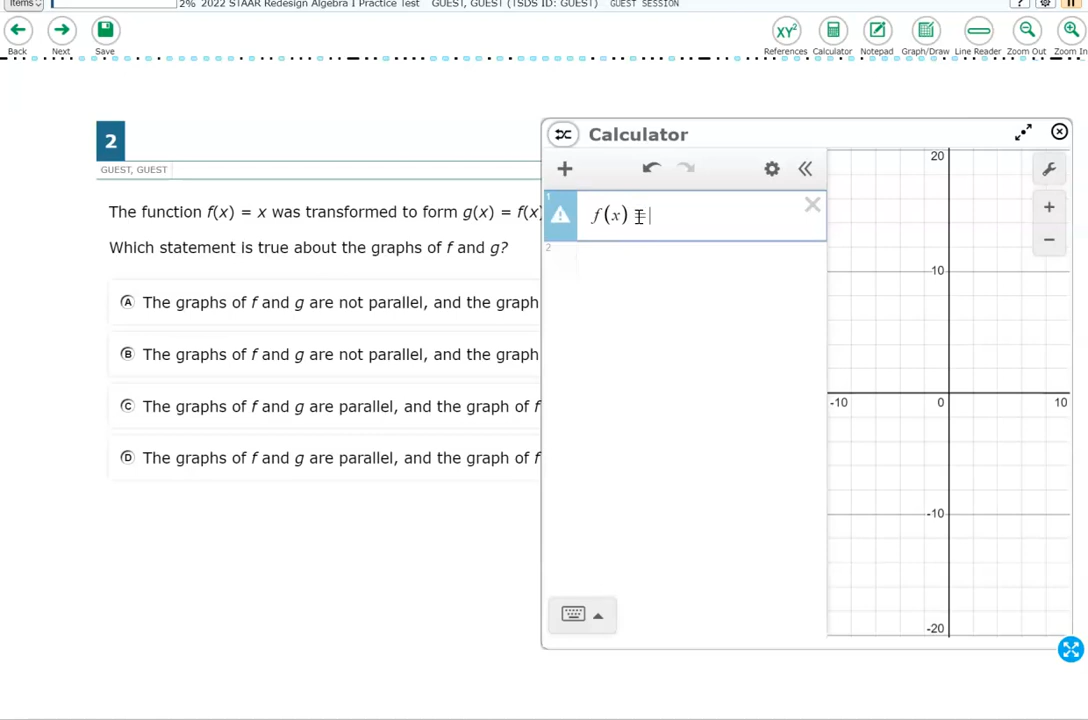 Items
2% 2022 STAAR Redesign Algebra I Practice Test GUEST, GUEST (TSDS ID: GUEST) GUEST SESSION
?
Back
Next
Save
XY²
References
Calculator
Notepad
Graph/Draw
Line Reader
Zoom Out
Zoom In
2
GUEST, GUEST
The function f(x) = x was transformed to form g(x) = f(x)
Which statement is true about the graphs of f and g?
A The graphs of f and g are not parallel, and the graph
B The graphs of f and g are not parallel, and the graph
C The graphs of f and g are parallel, and the graph of f
D The graphs of f and g are parallel, and the graph of f
Calculator
1
f(x) =
2
20
10
-10 0 10
-10
-20